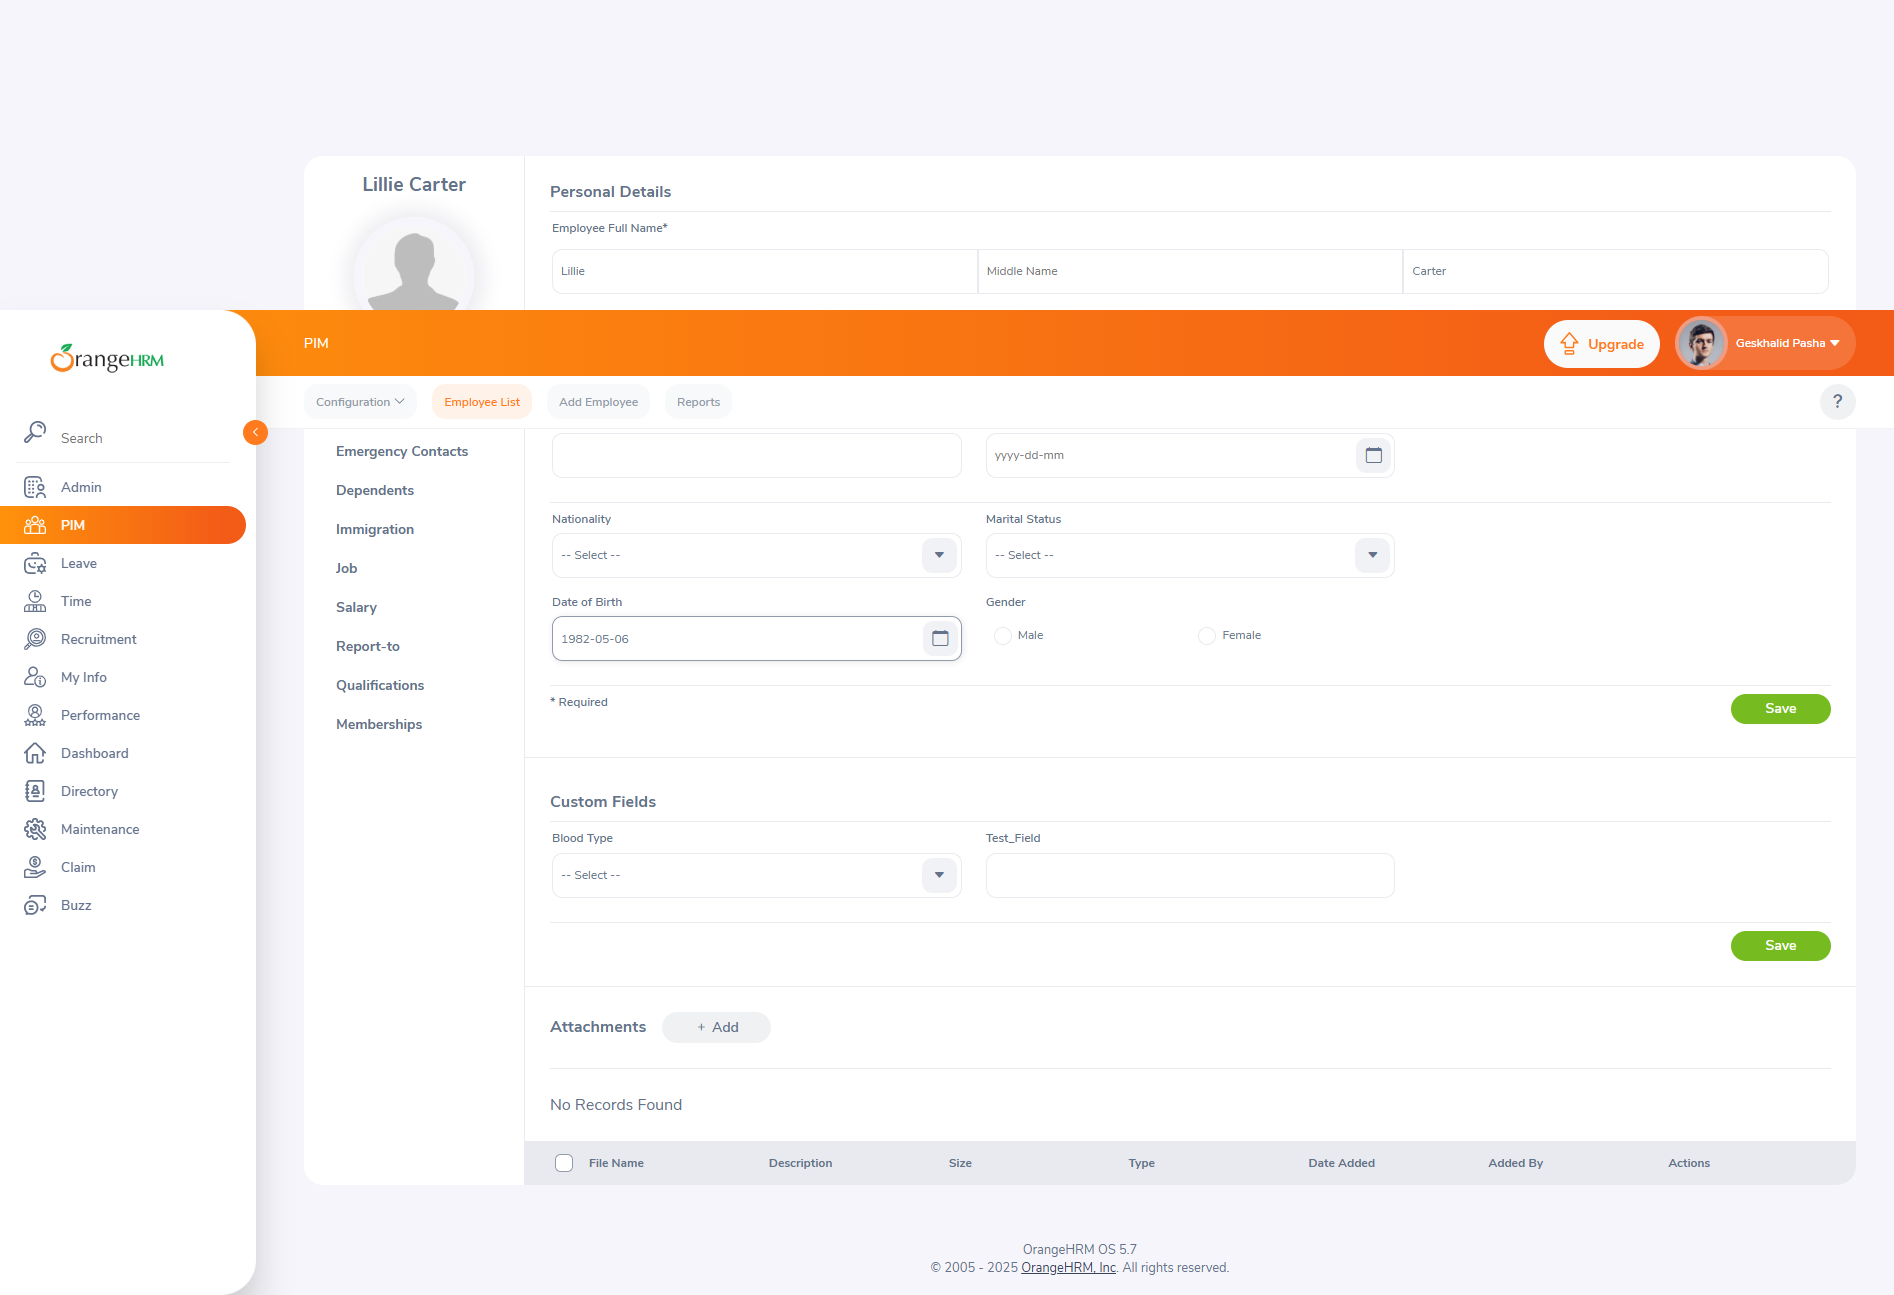 Lillie Carter
Personal Details
Employee Full Name*
Lillie
Middle Name
Carter
OrangeHRM
PIM
Upgrade
Geskhalid Pasha
Configuration
Employee List
Add Employee
Reports
?
Search
Admin
PIM
Leave
Time
Recruitment
My Info
Performance
Dashboard
Directory
Maintenance
Claim
Buzz
Emergency Contacts
Dependents
Immigration
Job
Salary
Report-to
Qualifications
Memberships
yyyy-dd-mm
Nationality
Marital Status
-- Select --
-- Select --
Date of Birth
Gender
1982-05-06
Male
Female
* Required
Save
Custom Fields
Blood Type
Test_Field
-- Select --
Save
Attachments
+ Add
No Records Found
File Name
Description
Size
Type
Date Added
Added By
Actions
OrangeHRM OS 5.7
© 2005 - 2025 OrangeHRM, Inc. All rights reserved.